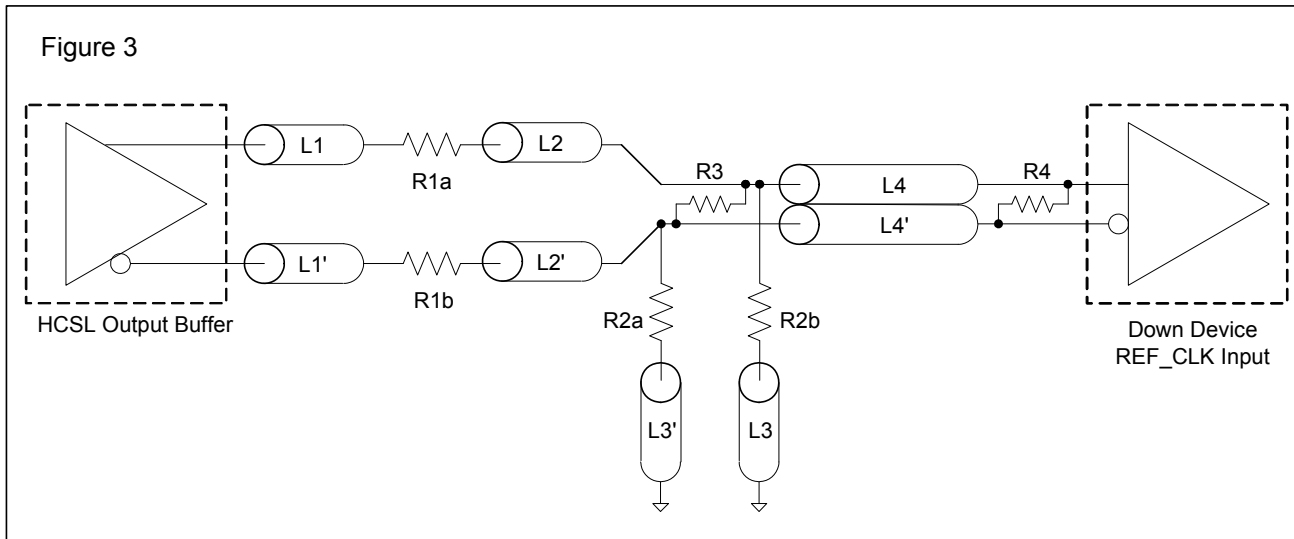 Figure 3
L1
R1a
L2
R3
L4
R4
L4'
L1'
R1b
L2'
R2a
R2b
L3'
L3
HCSL Output Buffer
Down Device
REF_CLK Input